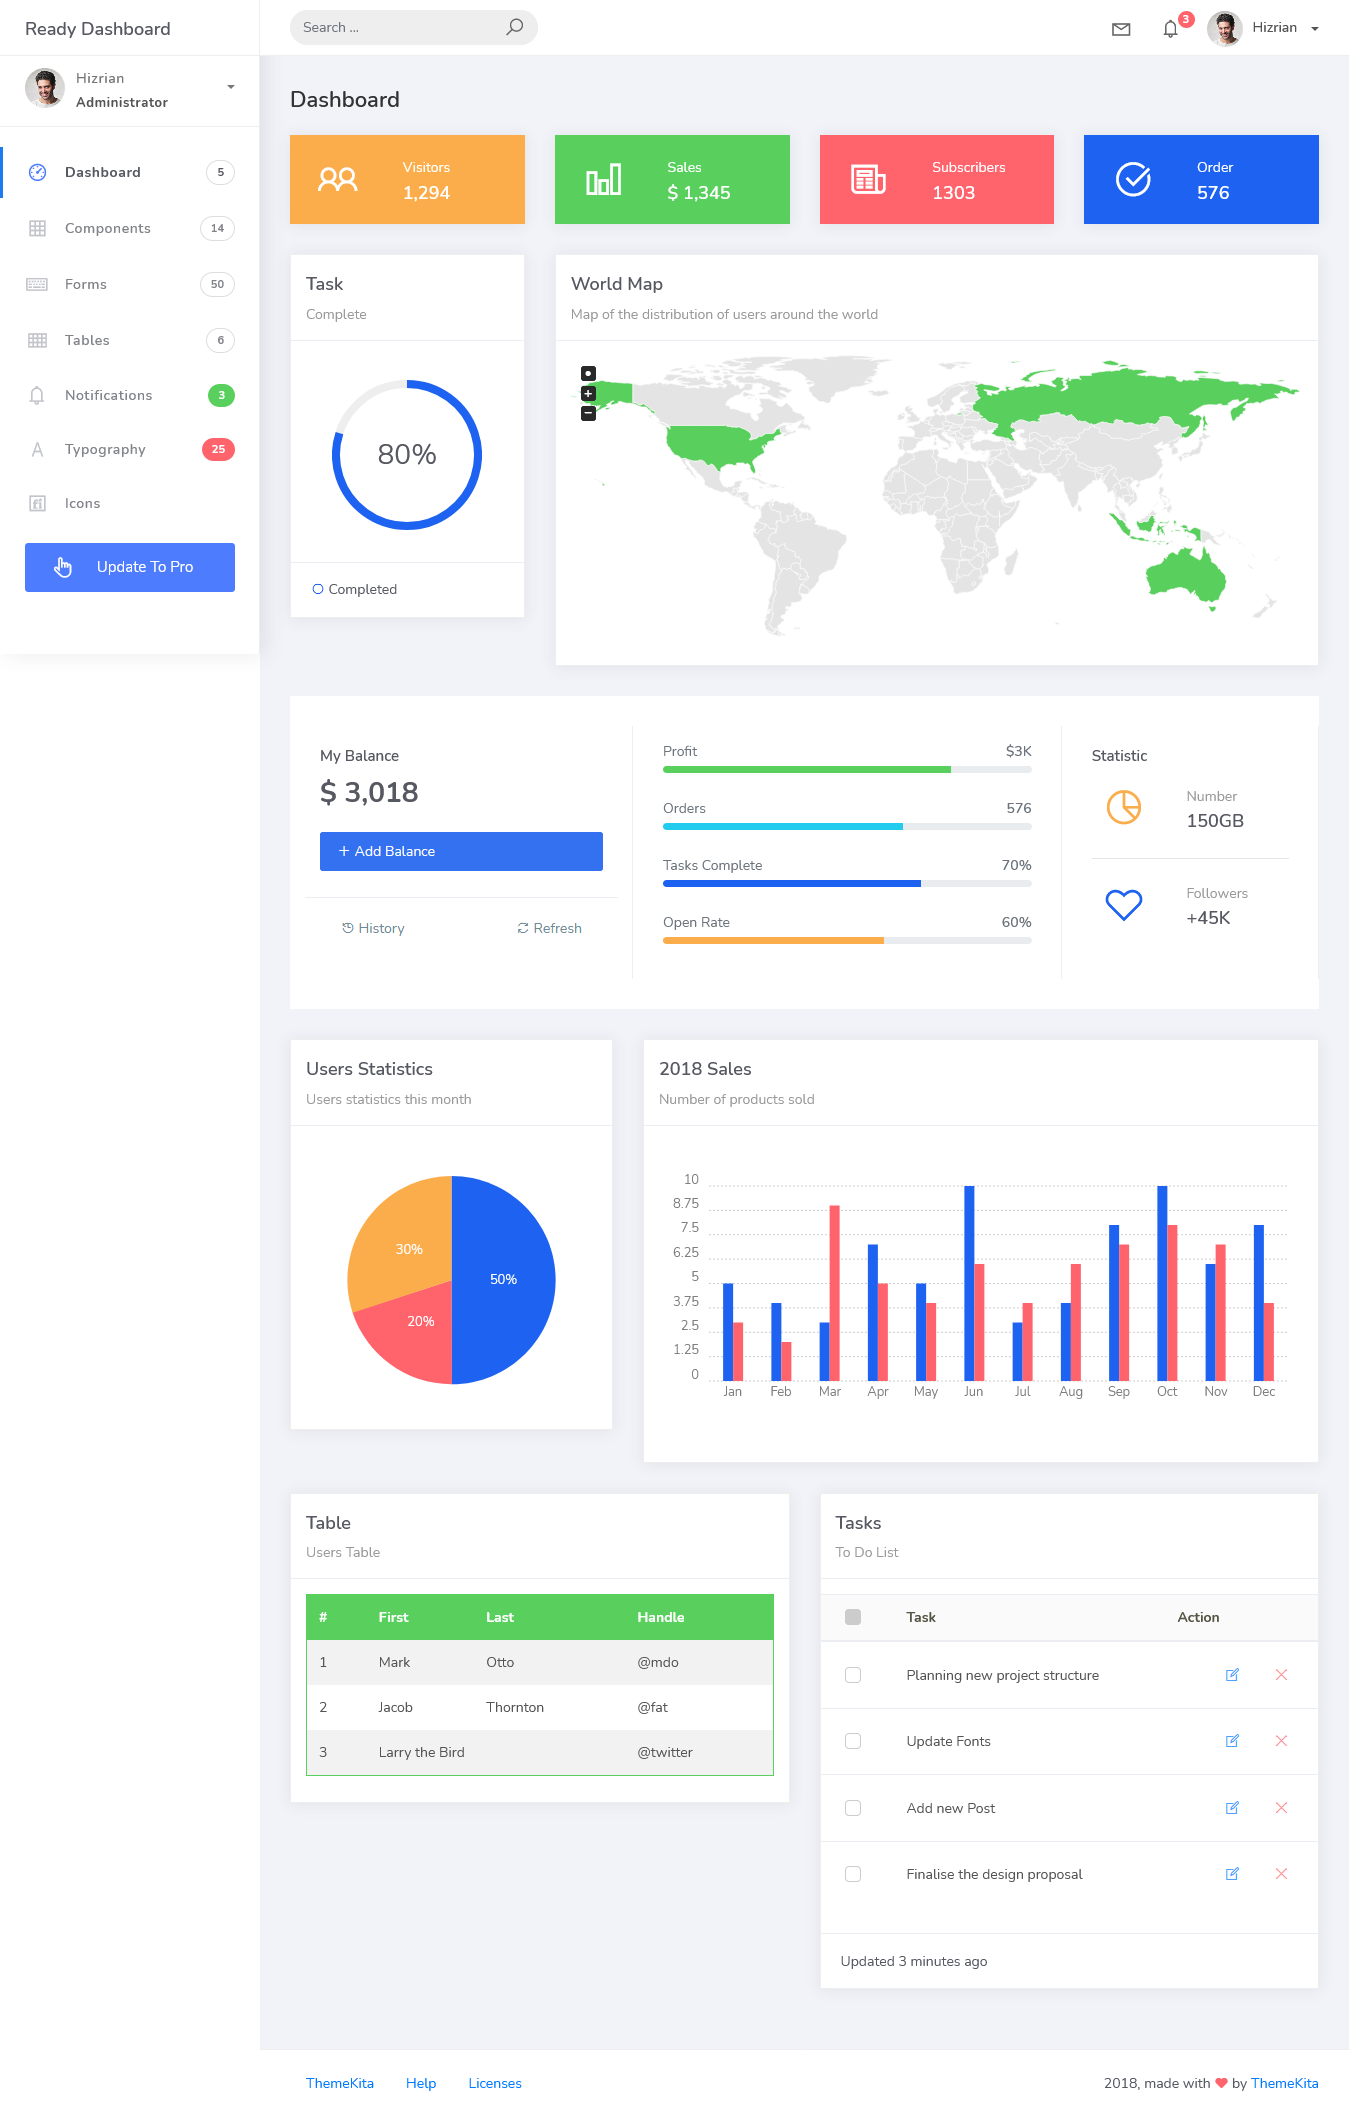 Ready Dashboard
Search ...
3
Hizrian
Hizrian
Administrator
Dashboard 5
Components 14
Forms 50
Tables 6
Notifications 3
Typography 25
Icons
Update To Pro
Dashboard
Visitors
1,294
Sales
$ 1,345
Subscribers
1303
Order
576
Task
Complete
80%
Completed
World Map
Map of the distribution of users around the world
+
−
My Balance
$ 3,018
+ Add Balance
History
Refresh
Profit $3K
Orders 576
Tasks Complete 70%
Open Rate 60%
Statistic
Number
150GB
Followers
+45K
Users Statistics
Users statistics this month
30%
50%
20%
2018 Sales
Number of products sold
10
8.75
7.5
6.25
5
3.75
2.5
1.25
0
Jan Feb Mar Apr May Jun Jul Aug Sep Oct Nov Dec
Table
Users Table
# First Last Handle
1 Mark Otto @mdo
2 Jacob Thornton @fat
3 Larry the Bird @twitter
Tasks
To Do List
Task Action
Planning new project structure
Update Fonts
Add new Post
Finalise the design proposal
Updated 3 minutes ago
ThemeKita Help Licenses
2018, made with ❤ by ThemeKita